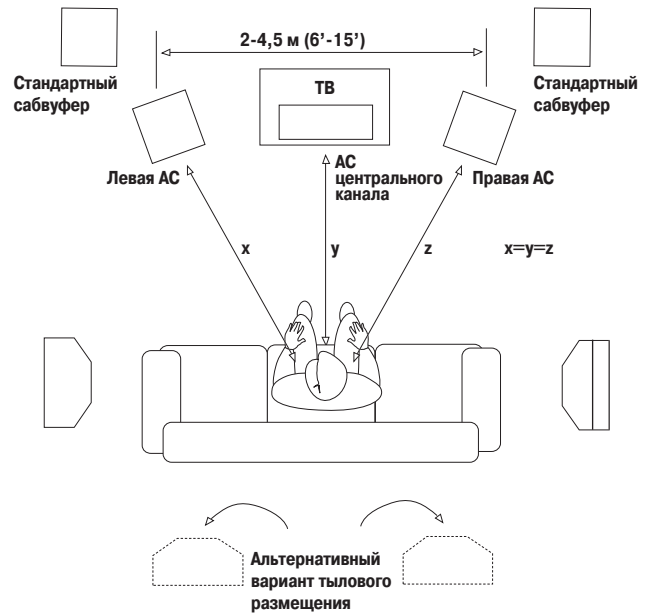 2-4,5 м (6’-15’)
Стандартный
сабвуфер
ТВ
Стандартный
сабвуфер
Левая АС
АС
центрального
канала
Правая АС
x
y
z
x=y=z
Альтернативный
вариант тылового
размещения